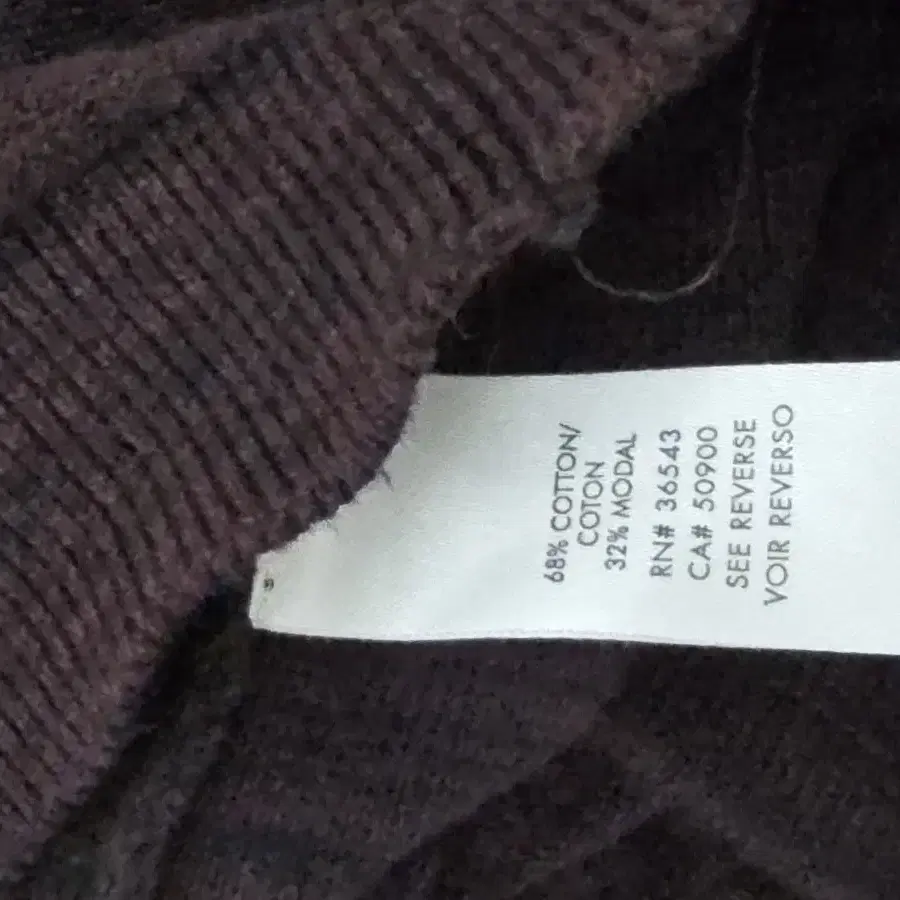 68% COTTON/
COTON
32% MODAL
RN# 36543
CA# 50900
SEE REVERSE
VOIR REVERSO